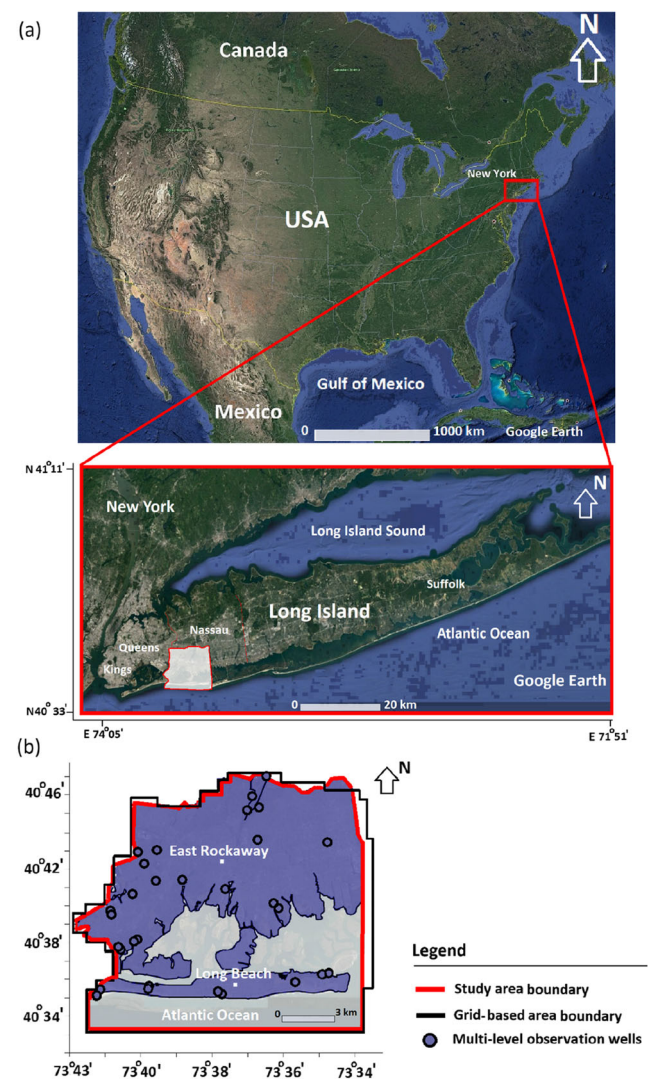 (a)
Canada
N
New York
USA
Gulf of Mexico
Mexico
0 1000 km
Google Earth
N 41°11'
New York
N
Long Island Sound
Suffolk
Nassau
Long Island
Queens
Kings
Atlantic Ocean
Google Earth
0 20 km
N40°33'
E 74°05'
E 71°51'
(b)
N
40°46'
40°42'
40°38'
40°34'
East Rockaway
Long Beach
Atlantic Ocean
0 3 km
73°43' 73°40' 73°38' 73°36' 73°34'
Legend
Study area boundary
Grid-based area boundary
Multi-level observation wells